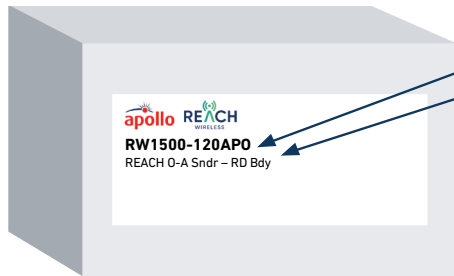 apollo REACH
WIRELESS
RW1500-120APO
REACH O-A Sndr – RD Bdy